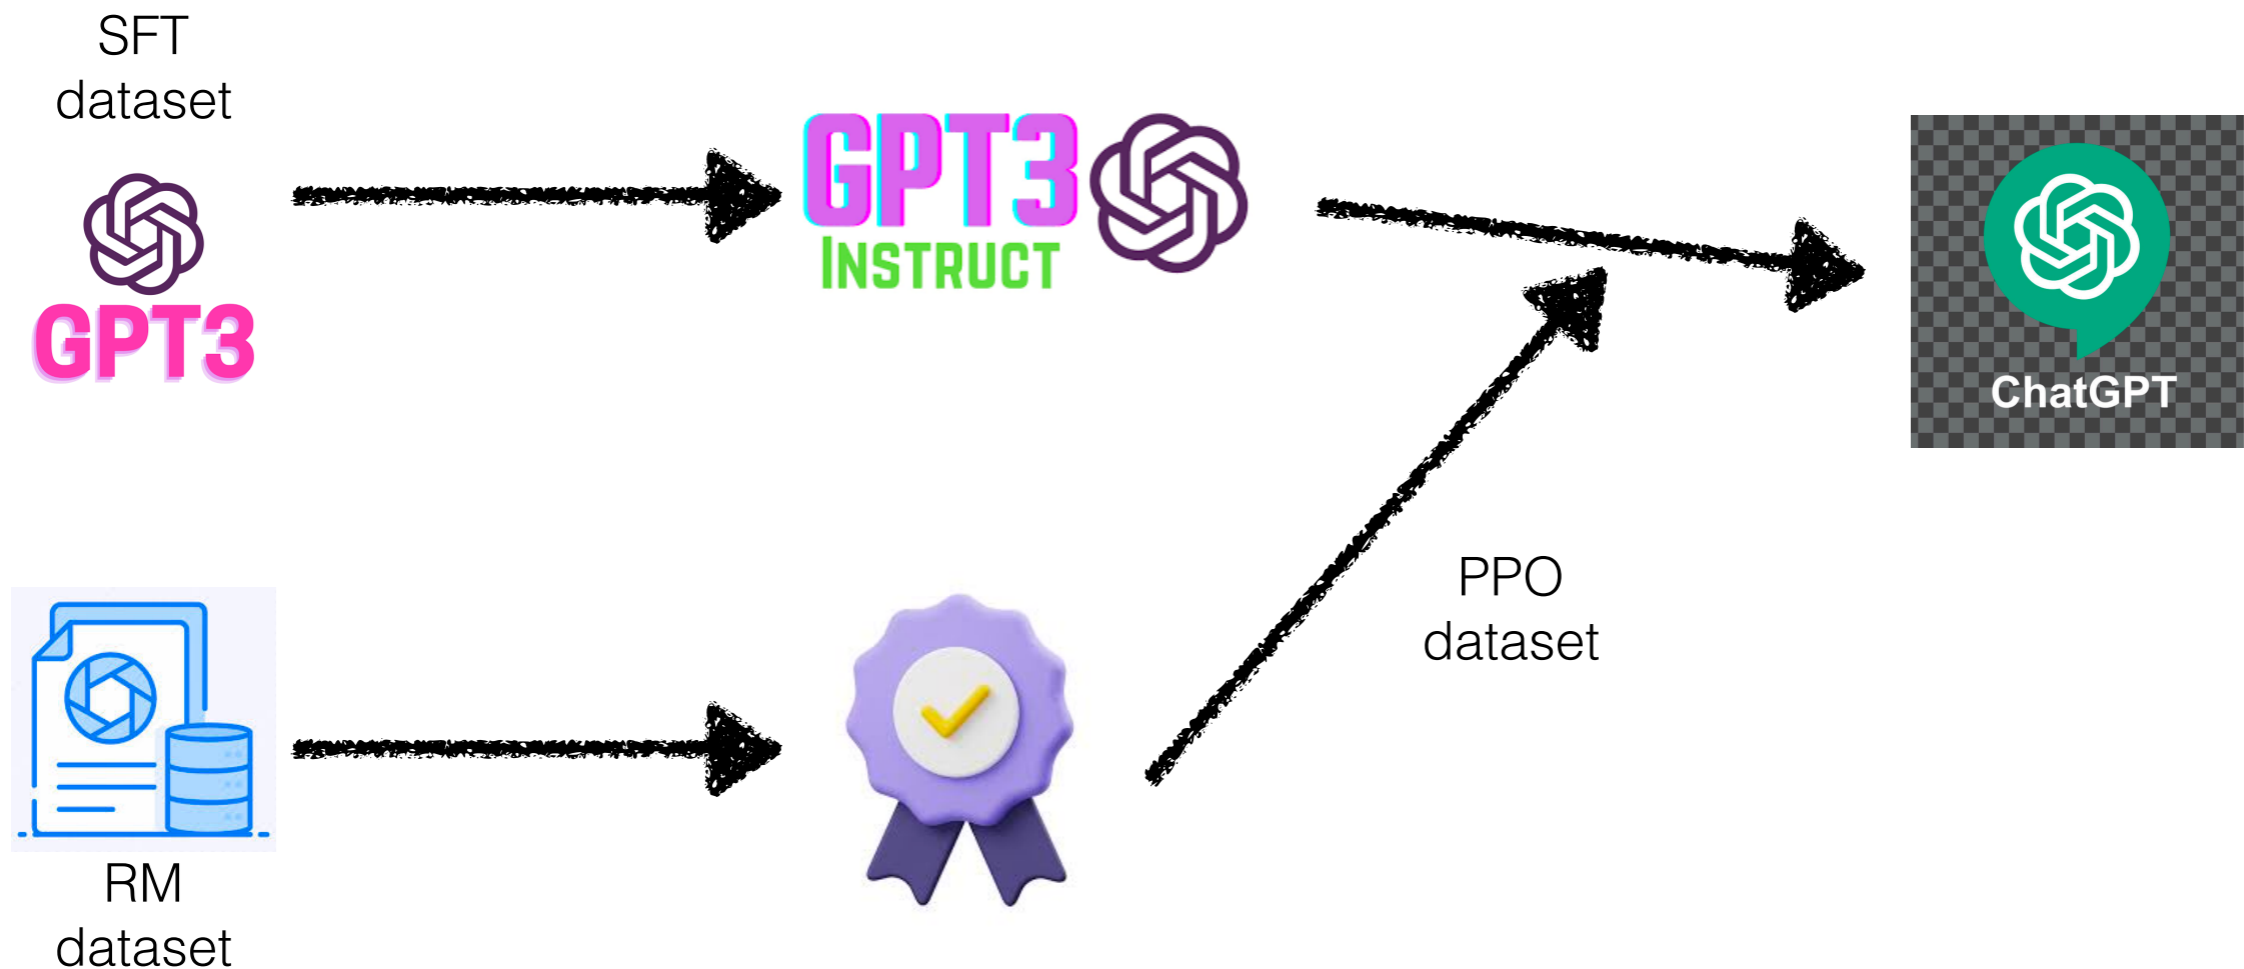 SFT
dataset
GPT3
GPT3
INSTRUCT
ChatGPT
PPO
dataset
RM
dataset